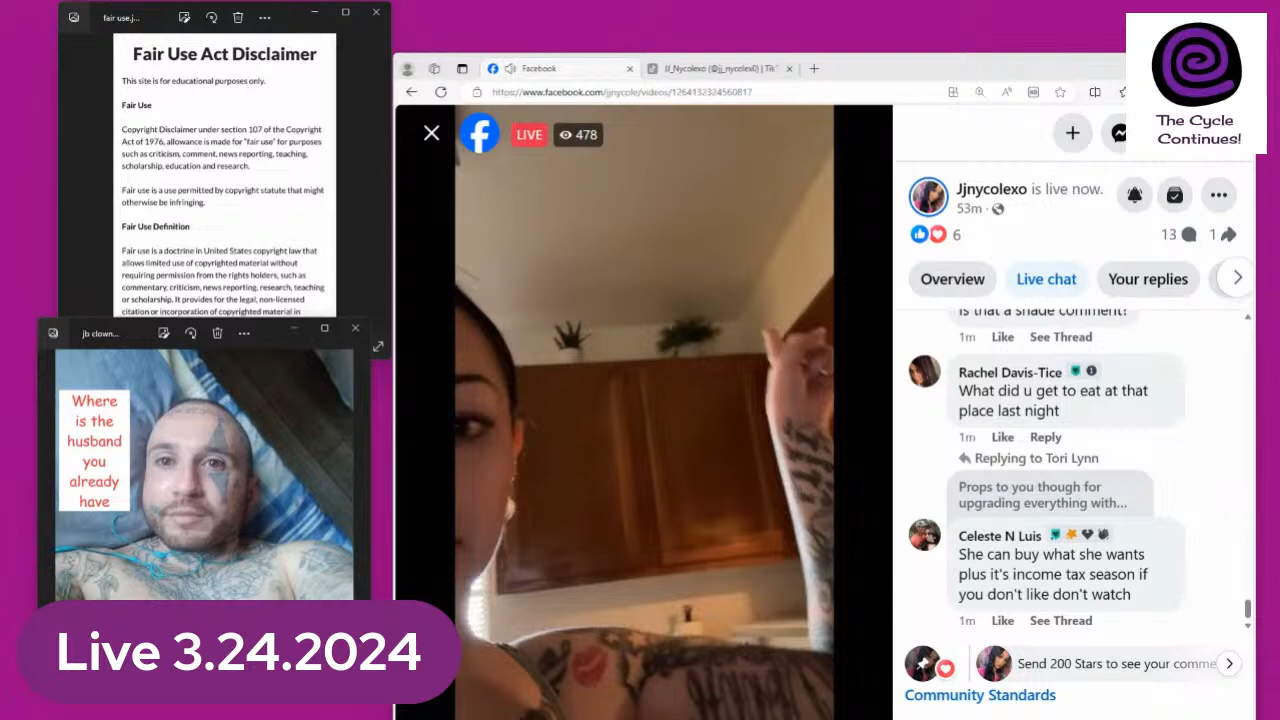 fair use.j...
Fair Use Act Disclaimer
This site is for educational purposes only.
Fair Use
Copyright Disclaimer under section 107 of the Copyright
Act of 1976, allowance is made for "fair use" for purposes
such as criticism, comment, news reporting, teaching,
scholarship, education and research.
Fair use is a use permitted by copyright statute that might
otherwise be infringing.
Fair Use Definition
Fair use is a doctrine in United States copyright law that
allows limited use of copyrighted material without
requiring permission from the rights holders, such as
commentary, criticism, news reporting, research, teaching
or scholarship. It provides for the legal, non-licensed
citation or incorporation of copyrighted material in
jb clown...
Where
is the
husband
you
already
have
Live 3.24.2024
Facebook
JJ_Nycolexo (@jj_nycolex0) | Tik
https://www.facebook.com/jjnycole/videos/1264132324560817
LIVE
478
The Cycle
Continues!
Jjnycolexo is live now.
53m ·
6
13
1
Overview
Live chat
Your replies
is that a shade comment?
1m Like See Thread
Rachel Davis-Tice
What did u get to eat at that
place last night
1m Like Reply
Replying to Tori Lynn
Props to you though for
upgrading everything with...
Celeste N Luis
She can buy what she wants
plus it's income tax season if
you don't like don't watch
1m Like See Thread
Send 200 Stars to see your comme
Community Standards